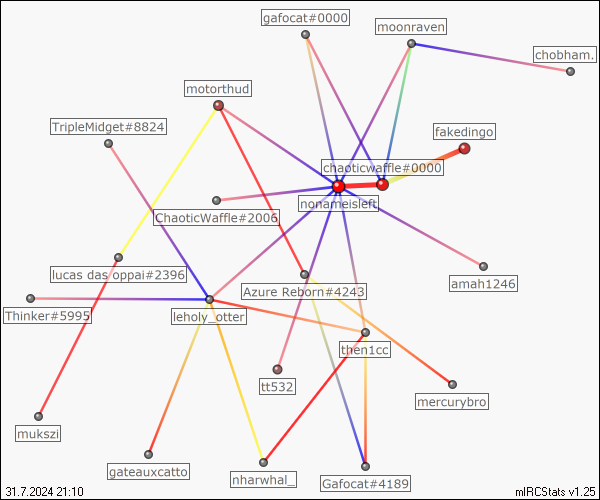 gafocat#0000
moonraven
chobham.
motorthud
TripleMidget#8824
fakedingo
chaoticwaffle#0000
nonameisleft
ChaoticWaffle#2006
lucas das oppai#2396
Azure Reborn#4243
amah1246
Thinker#5995
leholy_otter
then1cc
tt532
mercurybro
mukszi
gateauxcatto
nharwhal_
Gafocat#4189
31.7.2024 21:10
mIRCStats v1.25